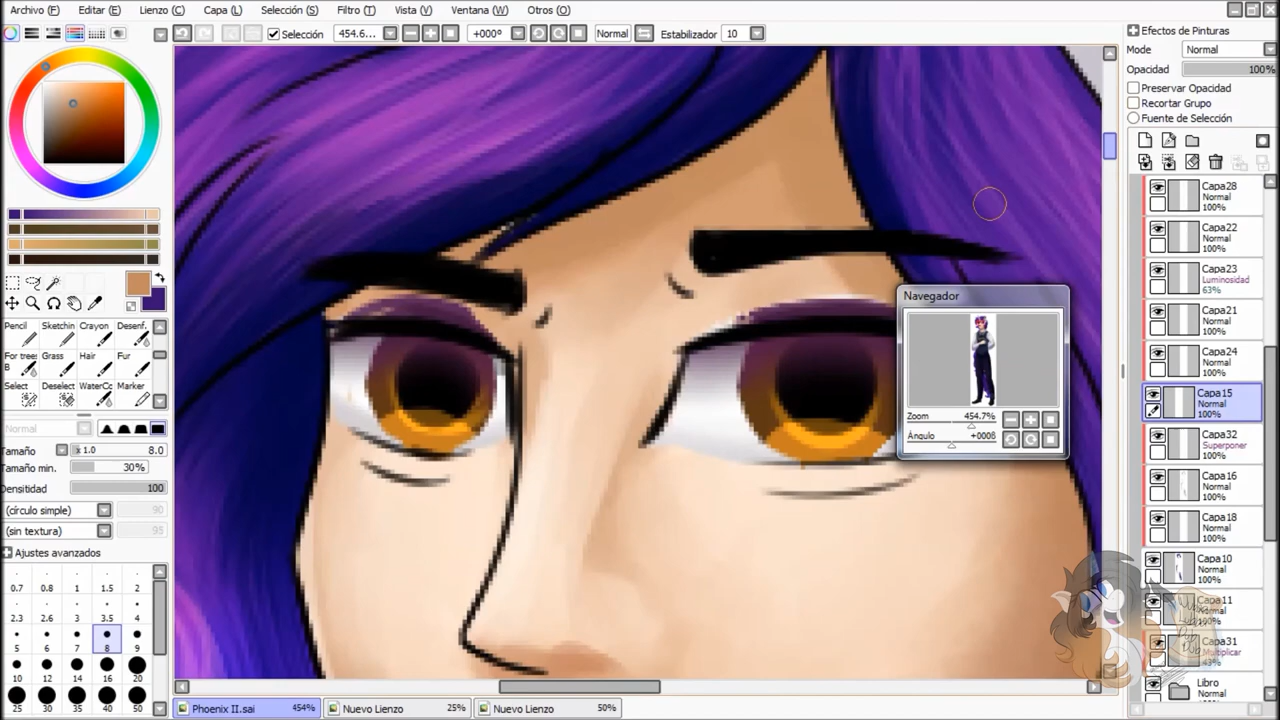 Archivo (F) Editar (E) Lienzo (C) Capa (L) Selección (S) Filtro (T) Vista (V) Ventana (W) Otros (O)
Selección 454.6... +000º Normal Estabilizador 10
Efectos de Pinturas
Mode Normal
Opacidad 100%
Preservar Opacidad
Recortar Grupo
Fuente de Selección
Capa28
Normal
100%
Capa22
Normal
100%
Capa23
Luminosidad
63%
Capa21
Normal
100%
Capa24
Normal
100%
Capa15
Normal
100%
Capa32
Superponer
100%
Capa16
Normal
100%
Capa18
Normal
100%
Capa10
Normal
100%
Capa11
Capa31
Multiplicar
Libro
Normal
100%
Navegador
Zoom 454.7%
Ángulo +000ß
Pencil Sketchin Crayon Desenf.
For trees B Grass Hair Fur
Select Deselect WaterCo Marker
Normal
Tamaño x 1.0 8.0
Tamaño min. 30%
Densitidad 100
(círculo simple) 90
(sin textura) 95
Ajustes avanzados
0.7 0.8 1 1.5 2
2.3 2.6 3 3.5 4
5 6 7 8 9
10 12 14 16 20
25 30 35 40 50
Phoenix II.sai 454% Nuevo Lienzo 25% Nuevo Lienzo 50%